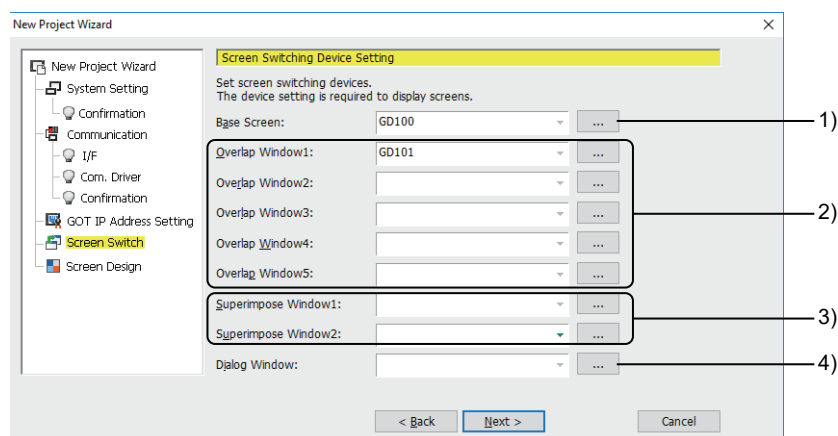 New Project Wizard
New Project Wizard
System Setting
Confirmation
Communication
I/F
Com. Driver
Confirmation
GOT IP Address Setting
Screen Switch
Screen Design
Screen Switching Device Setting
Set screen switching devices.
The device setting is required to display screens.
Base Screen: GD100 ... 1)
Overlap Window1: GD101 ...
Overlap Window2: ...
Overlap Window3: ... 2)
Overlap Window4: ...
Overlap Window5: ...
Superimpose Window1: ... 3)
Superimpose Window2: ...
Dialog Window: ... 4)
< Back Next > Cancel